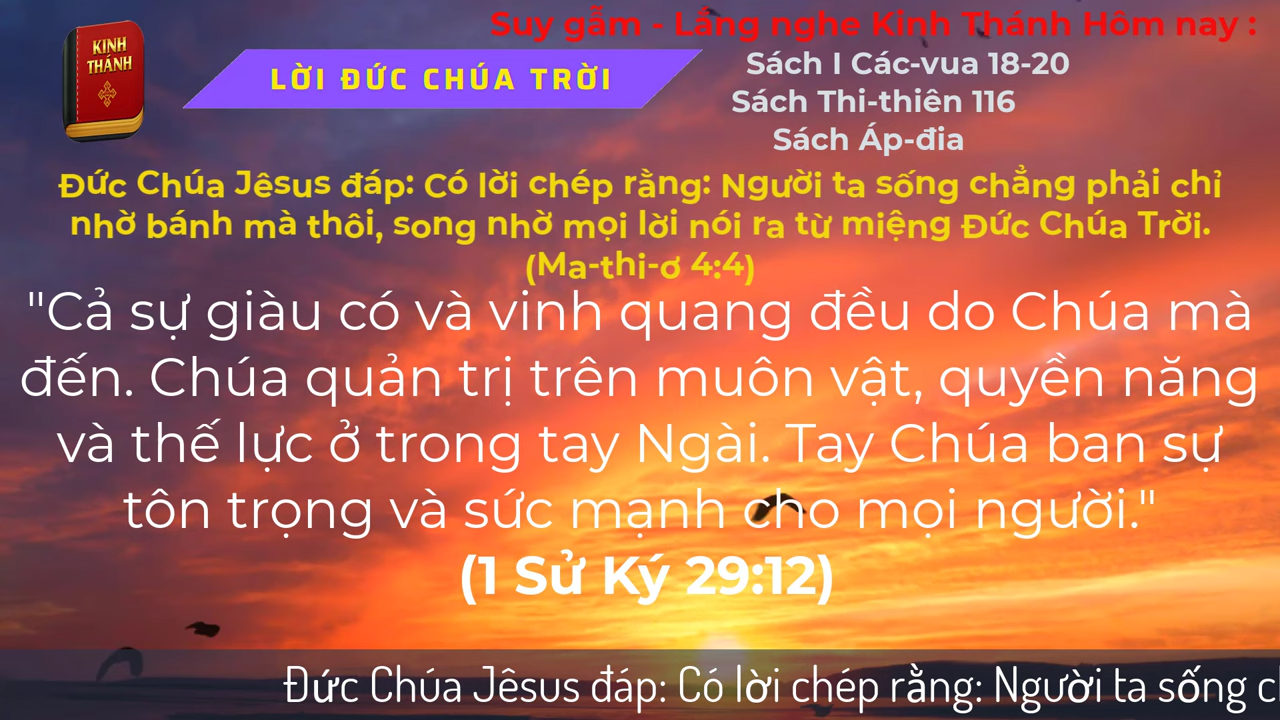 Suy gẫm - Lắng nghe Kinh Thánh Hôm nay :
KINH
THÁNH
LỜI ĐỨC CHÚA TRỜI
Sách I Các-vua 18-20
Sách Thi-thiên 116
Sách Áp-đia
Đức Chúa Jêsus đáp: Có lời chép rằng: Người ta sống chẳng phải chỉ
nhờ bánh mà thôi, song nhờ mọi lời nói ra từ miệng Đức Chúa Trời.
(Ma-thi-ơ 4:4)
"Cả sự giàu có và vinh quang đều do Chúa mà
đến. Chúa quản trị trên muôn vật, quyền năng
và thế lực ở trong tay Ngài. Tay Chúa ban sự
tôn trọng và sức mạnh cho mọi người."
(1 Sử Ký 29:12)
Đức Chúa Jêsus đáp: Có lời chép rằng: Người ta sống